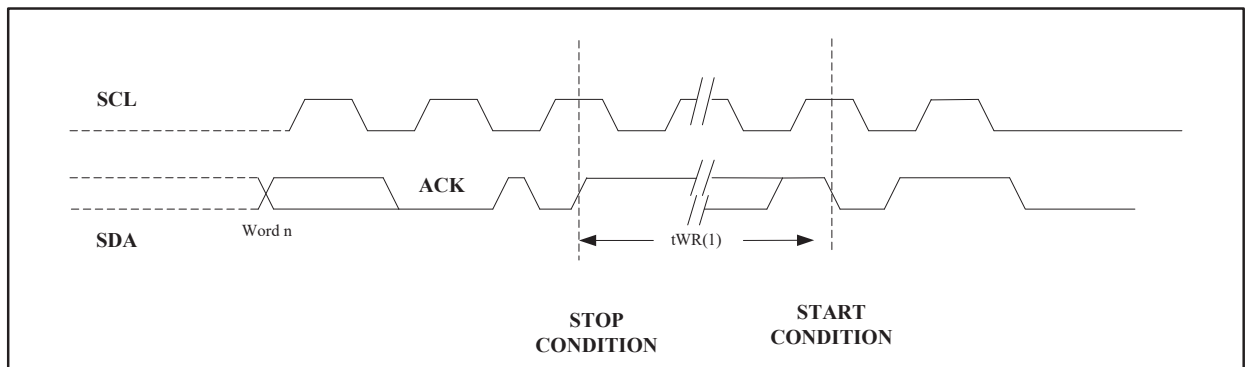 SCL
ACK
SDA
Word n
tWR(1)
STOP
CONDITION
START
CONDITION